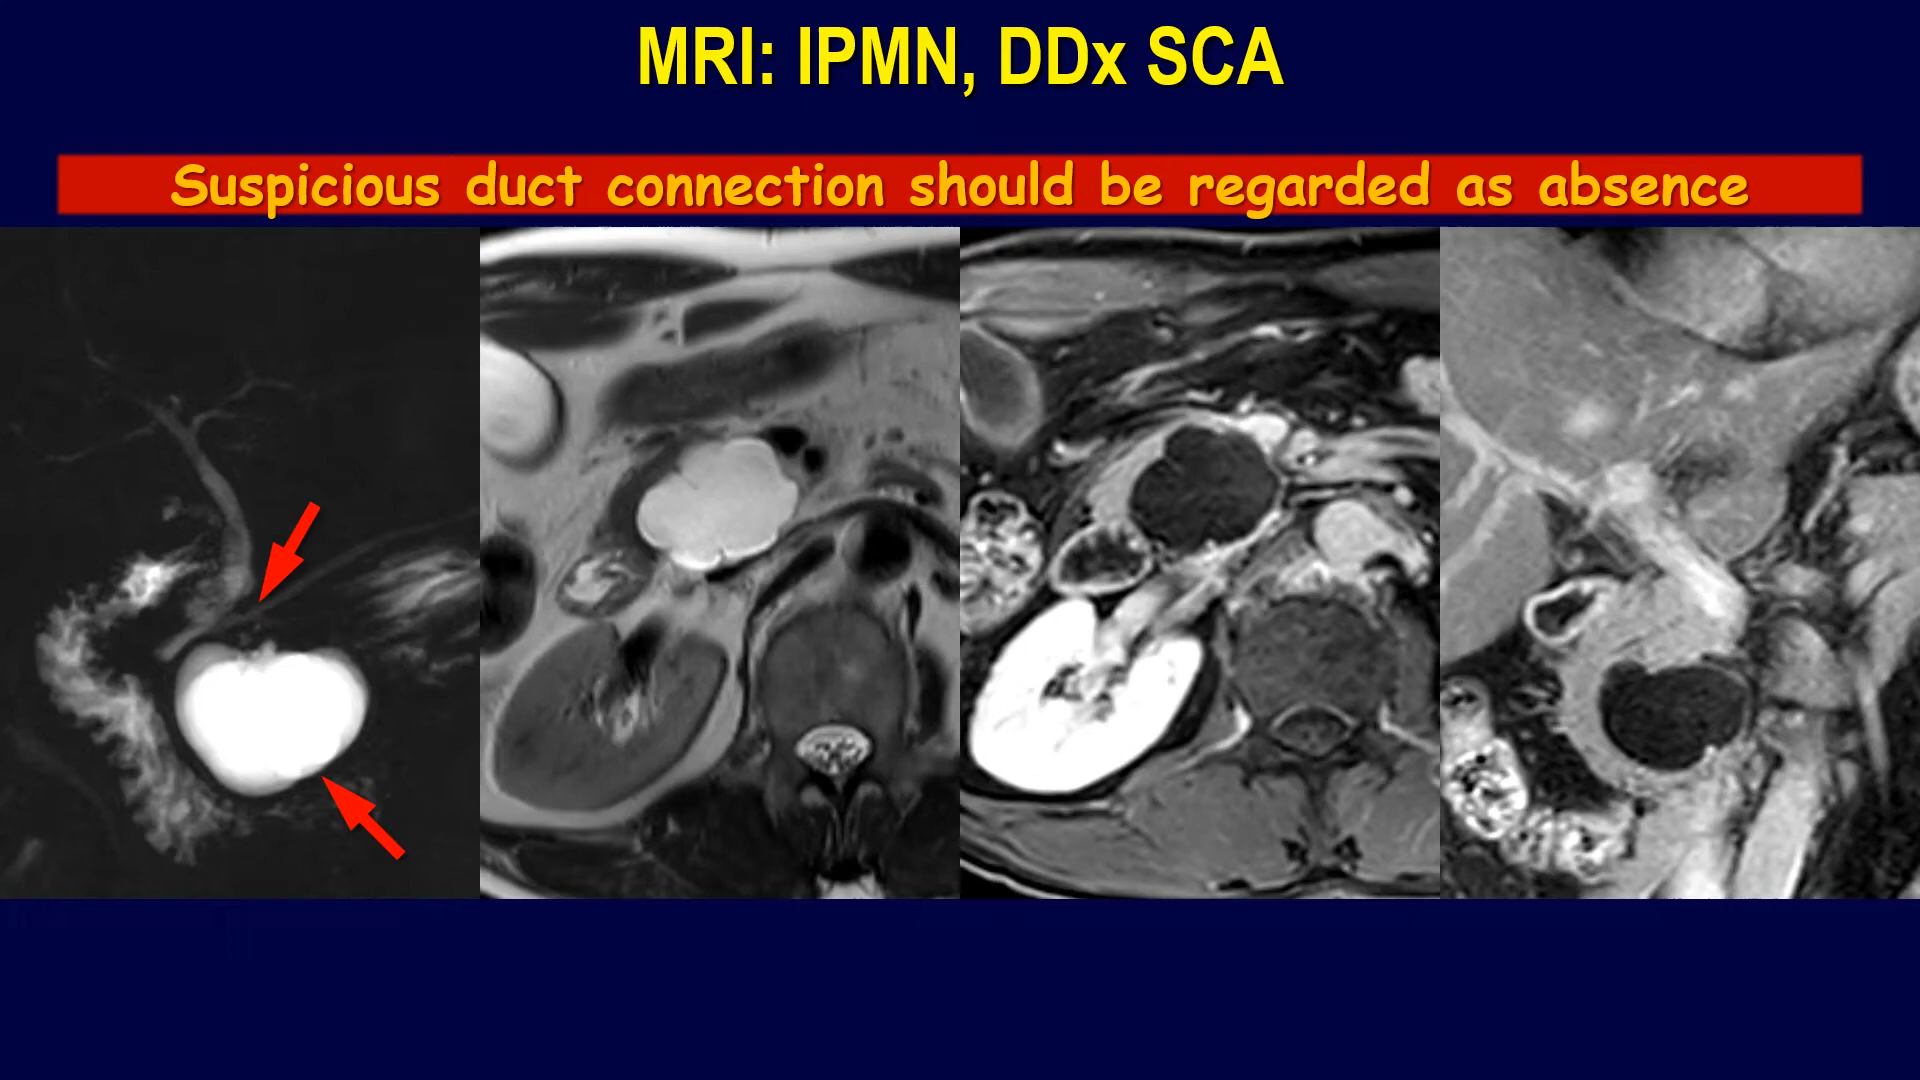 MRI: IPMN, DDx SCA
Suspicious duct connection should be regarded as absence